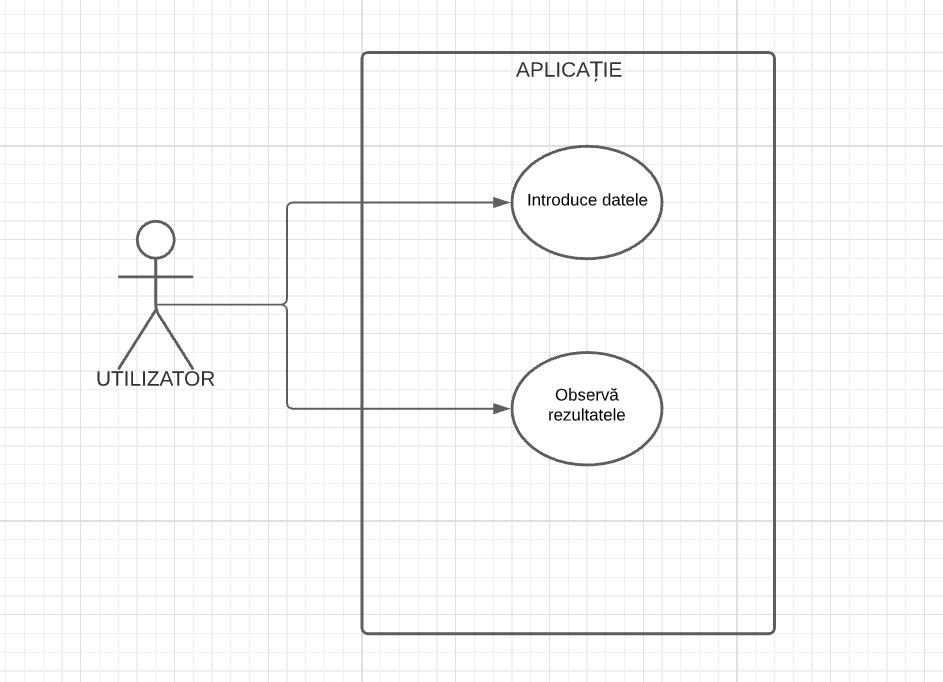 APLICAȚIE
Introduce datele
UTILIZATOR
Observă
rezultatele